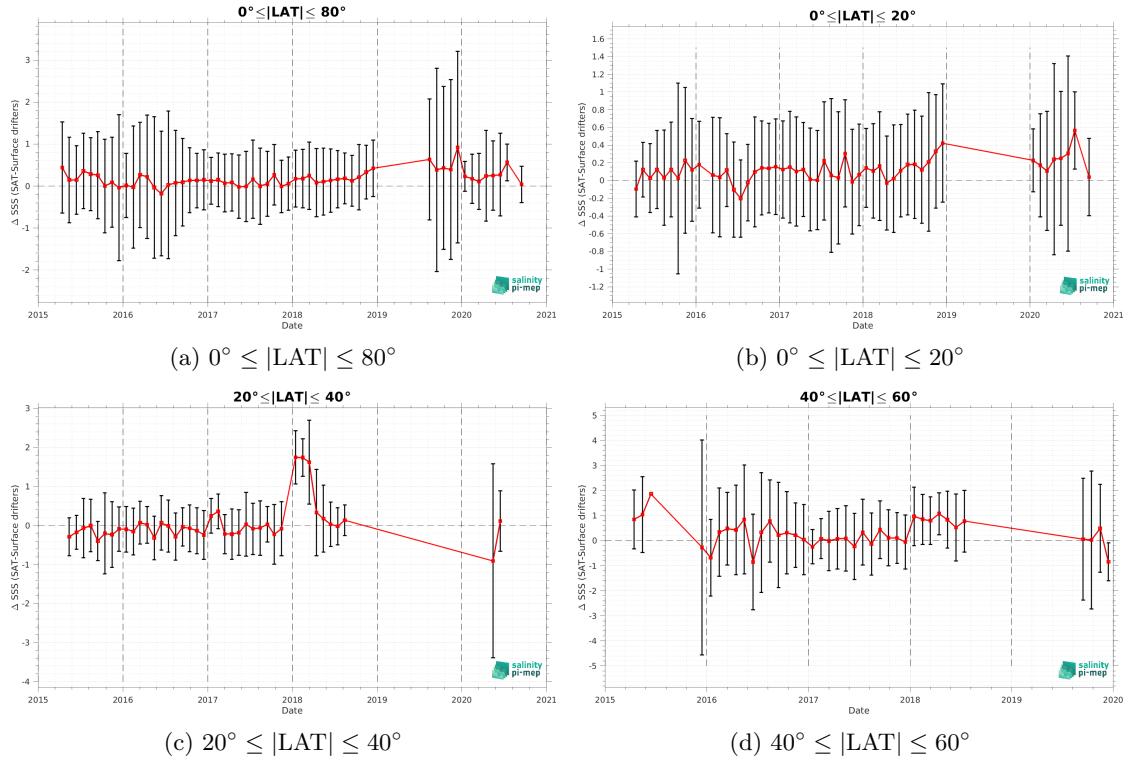 0°≤|LAT|≤ 80°
Δ SSS (SAT-Surface drifters)
3
2
1
0
-1
-2
2015 2016 2017 2018 2019 2020 2021
Date
salinity
pi-mep
(a) 0° ≤ |LAT| ≤ 80°
0°≤|LAT|≤ 20°
Δ SSS (SAT-Surface drifters)
1.6
1.4
1.2
1
0.8
0.6
0.4
0.2
0
-0.2
-0.4
-0.6
-0.8
-1
-1.2
2015 2016 2017 2018 2019 2020 2021
Date
salinity
pi-mep
(b) 0° ≤ |LAT| ≤ 20°
20°≤|LAT|≤ 40°
Δ SSS (SAT-Surface drifters)
3
2
1
0
-1
-2
-3
-4
2015 2016 2017 2018 2019 2020 2021
Date
salinity
pi-mep
(c) 20° ≤ |LAT| ≤ 40°
40°≤|LAT|≤ 60°
Δ SSS (SAT-Surface drifters)
5
4
3
2
1
0
-1
-2
-3
-4
-5
2015 2016 2017 2018 2019 2020
Date
salinity
pi-mep
(d) 40° ≤ |LAT| ≤ 60°